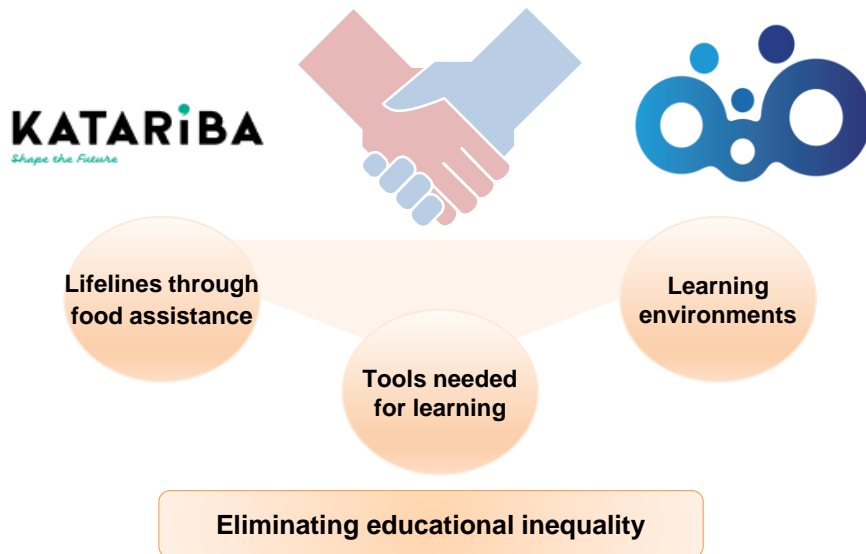 KATARiBA
Shape the Future
Lifelines through
food assistance
Learning
environments
Tools needed
for learning
Eliminating educational inequality